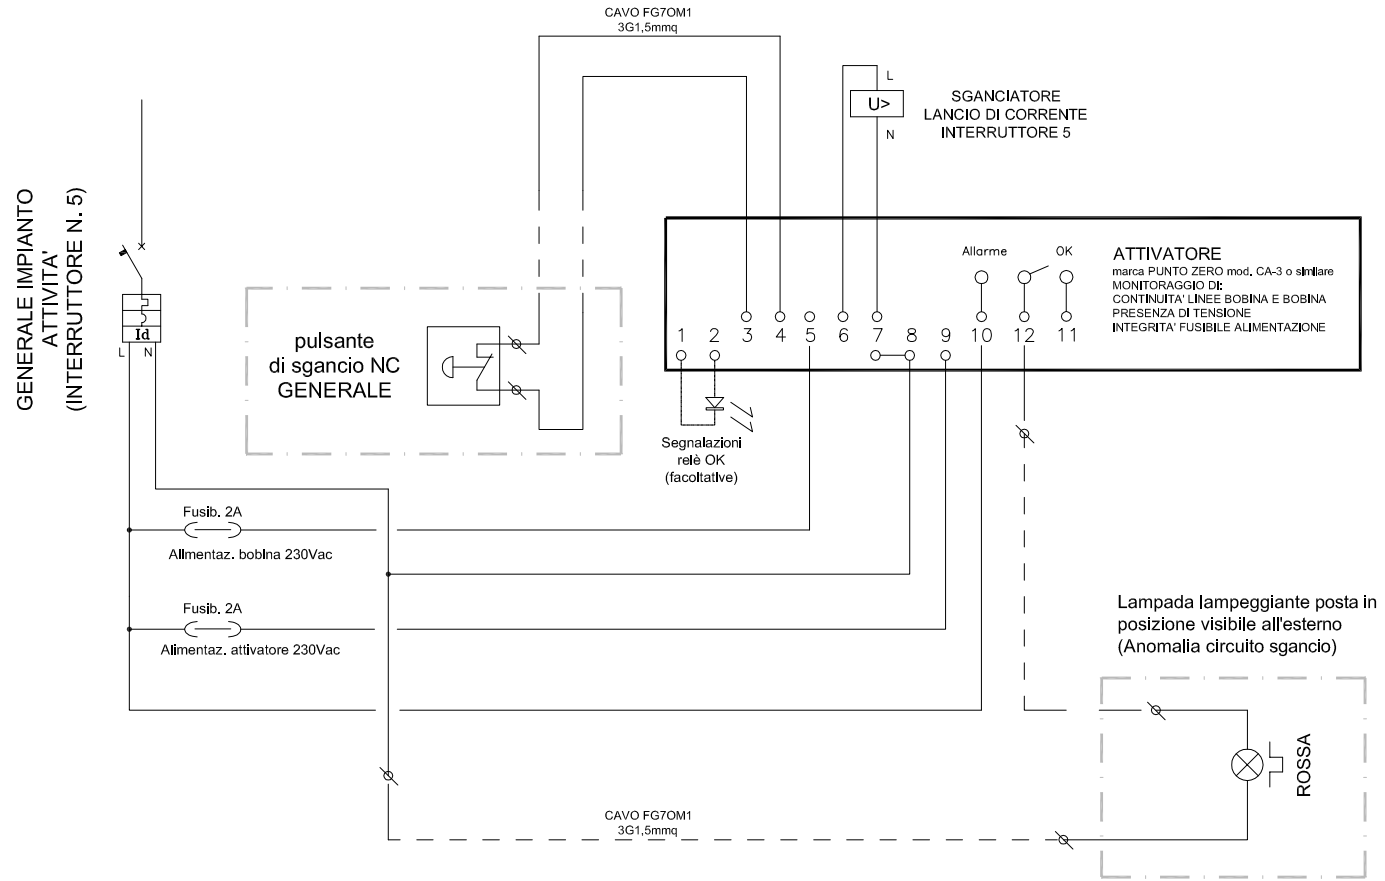 CAVO FG7OM1
3G1,5mmq
L
U>
N
SGANCIATORE
LANCIO DI CORRENTE
INTERRUTTORE 5
GENERALE IMPIANTO
ATTIVITA'
(INTERRUTTORE N. 5)
Id
L N
pulsante
di sgancio NC
GENERALE
Allarme OK
ATTIVATORE
marca PUNTO ZERO mod. CA-3 o similare
MONITORAGGIO DI:
CONTINUITA' LINEE BOBINA E BOBINA
PRESENZA DI TENSIONE
INTEGRITA' FUSIBILE ALIMENTAZIONE
1 2 3 4 5 6 7 8 9 10 12 11
Segnalazioni
relè OK
(facoltative)
Fusib. 2A
Alimentaz. bobina 230Vac
Fusib. 2A
Alimentaz. attivatore 230Vac
Lampada lampeggiante posta in
posizione visibile all'esterno
(Anomalia circuito sgancio)
ROSSA
CAVO FG7OM1
3G1,5mmq